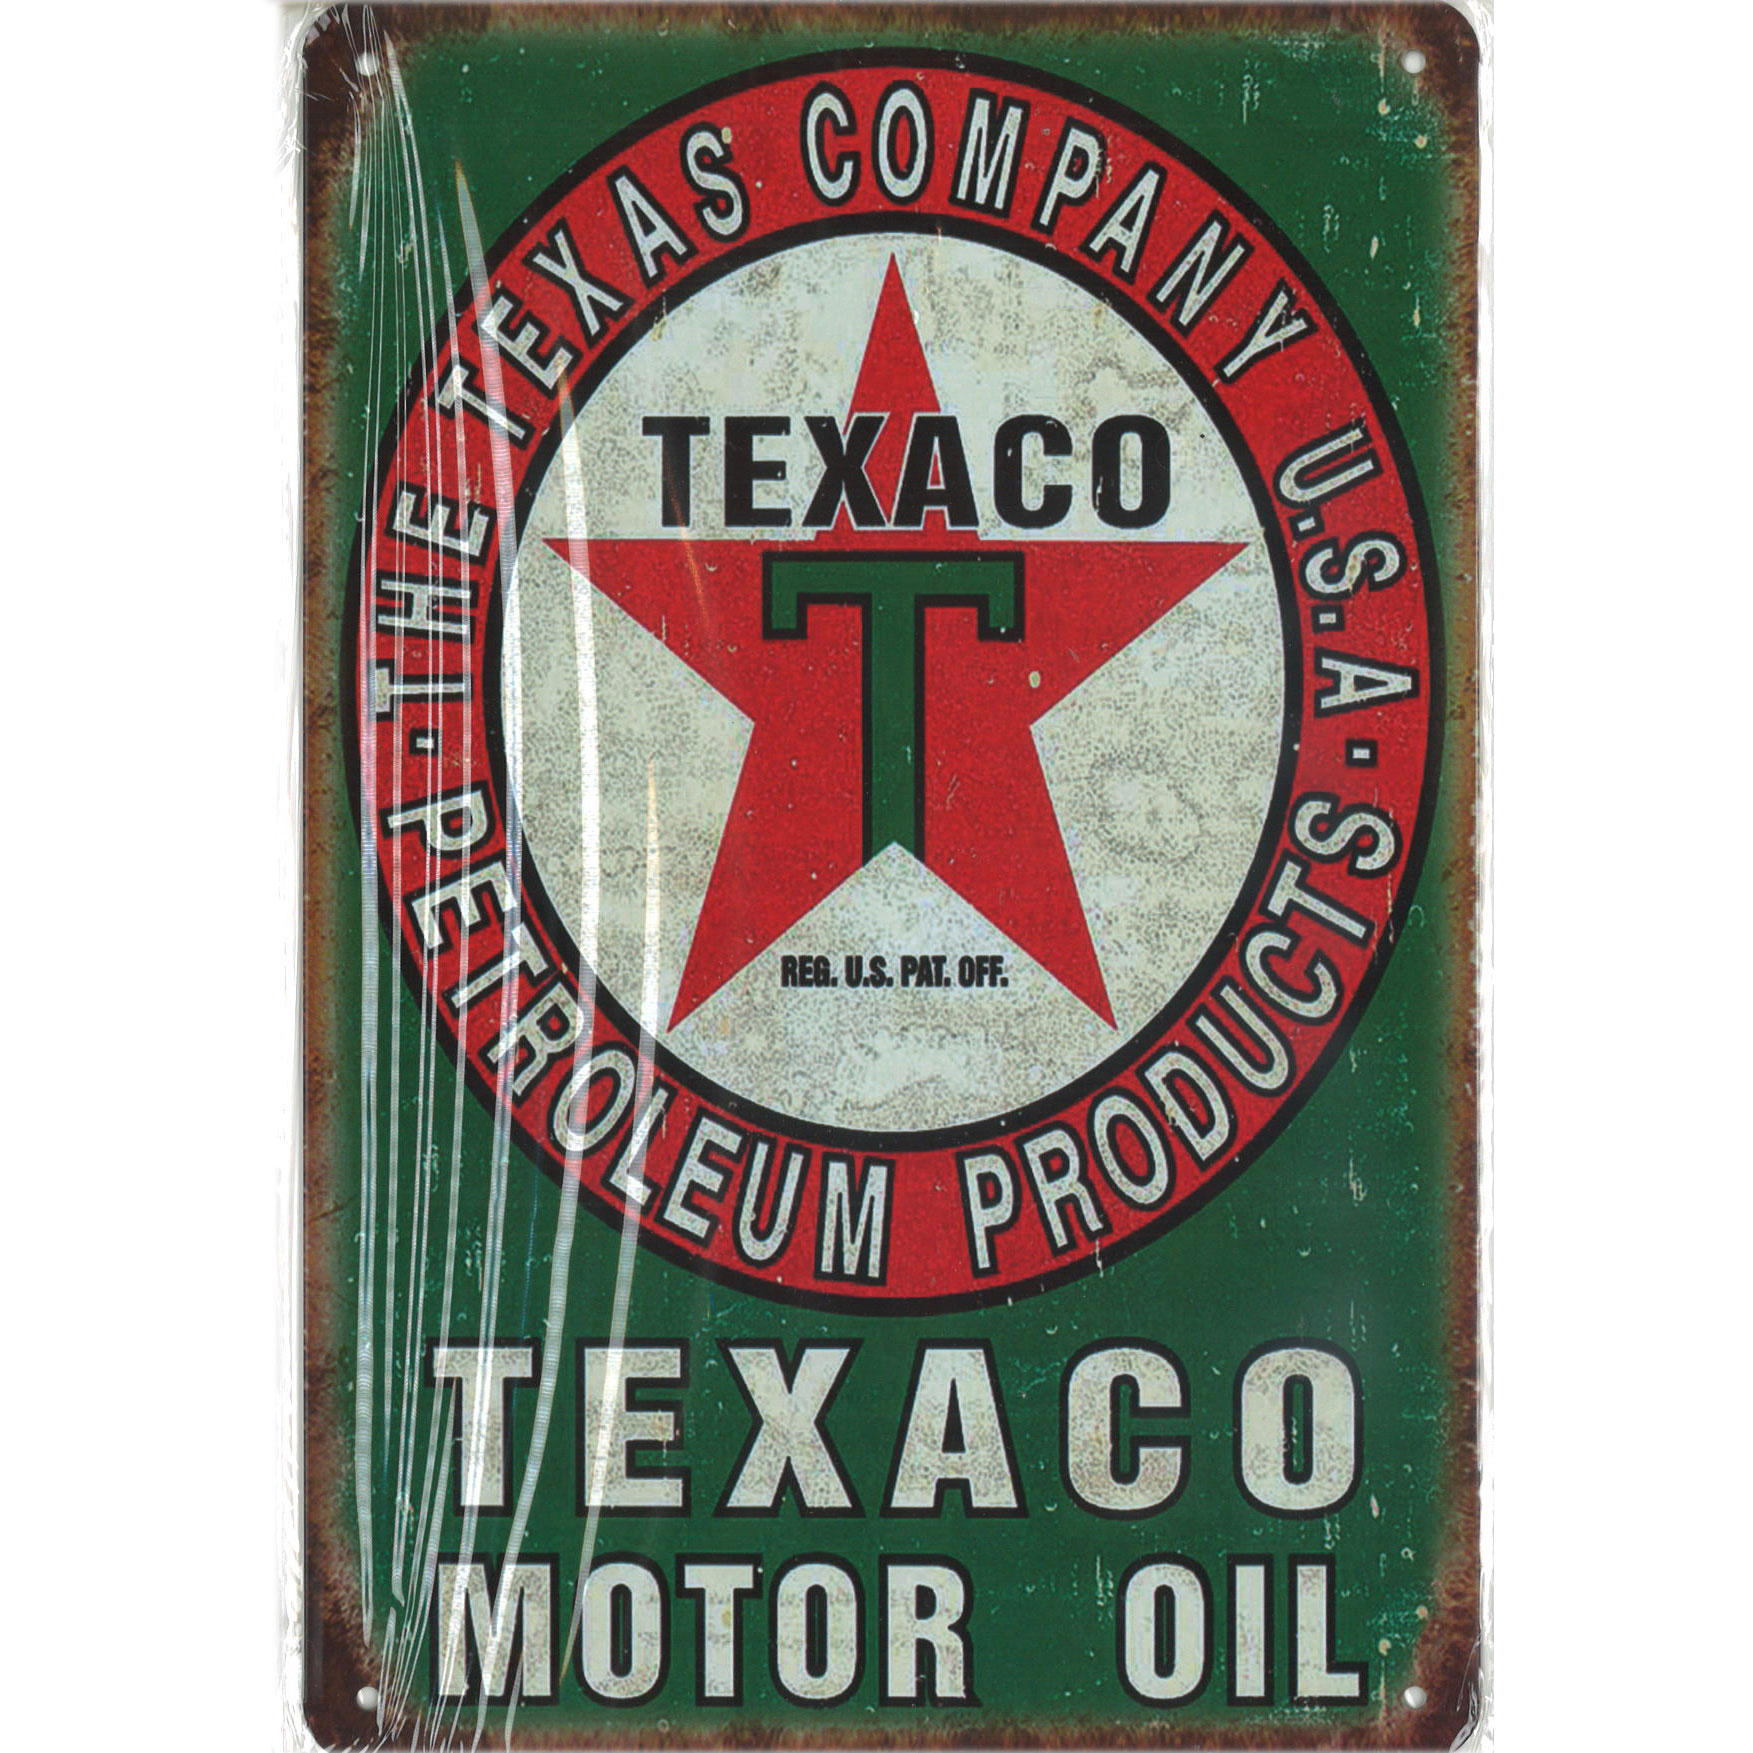 ·THE TEXAS COMPANY U.S.A·
TEXACO
T
REG. U.S. PAT. OFF.
PETROLEUM PRODUCTS
TEXACO
MOTOR OIL